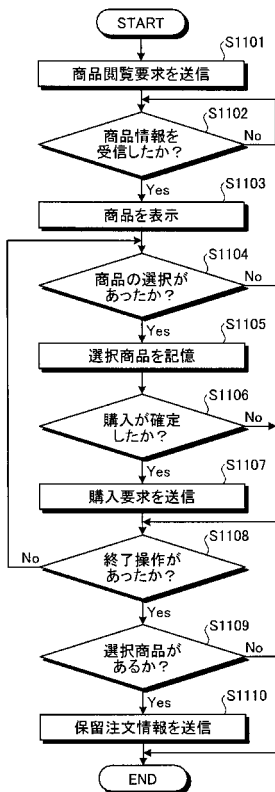 START
S1101
商品閲覧要求を送信
S1102
商品情報を
受信したか？
No
Yes
S1103
商品を表示
S1104
商品の選択が
あったか？
No
Yes
S1105
選択商品を記憶
S1106
購入が確定
したか？
No
Yes
S1107
購入要求を送信
S1108
終了操作が
あったか？
No
Yes
S1109
選択商品が
あるか？
No
Yes
S1110
保留注文情報を送信
END